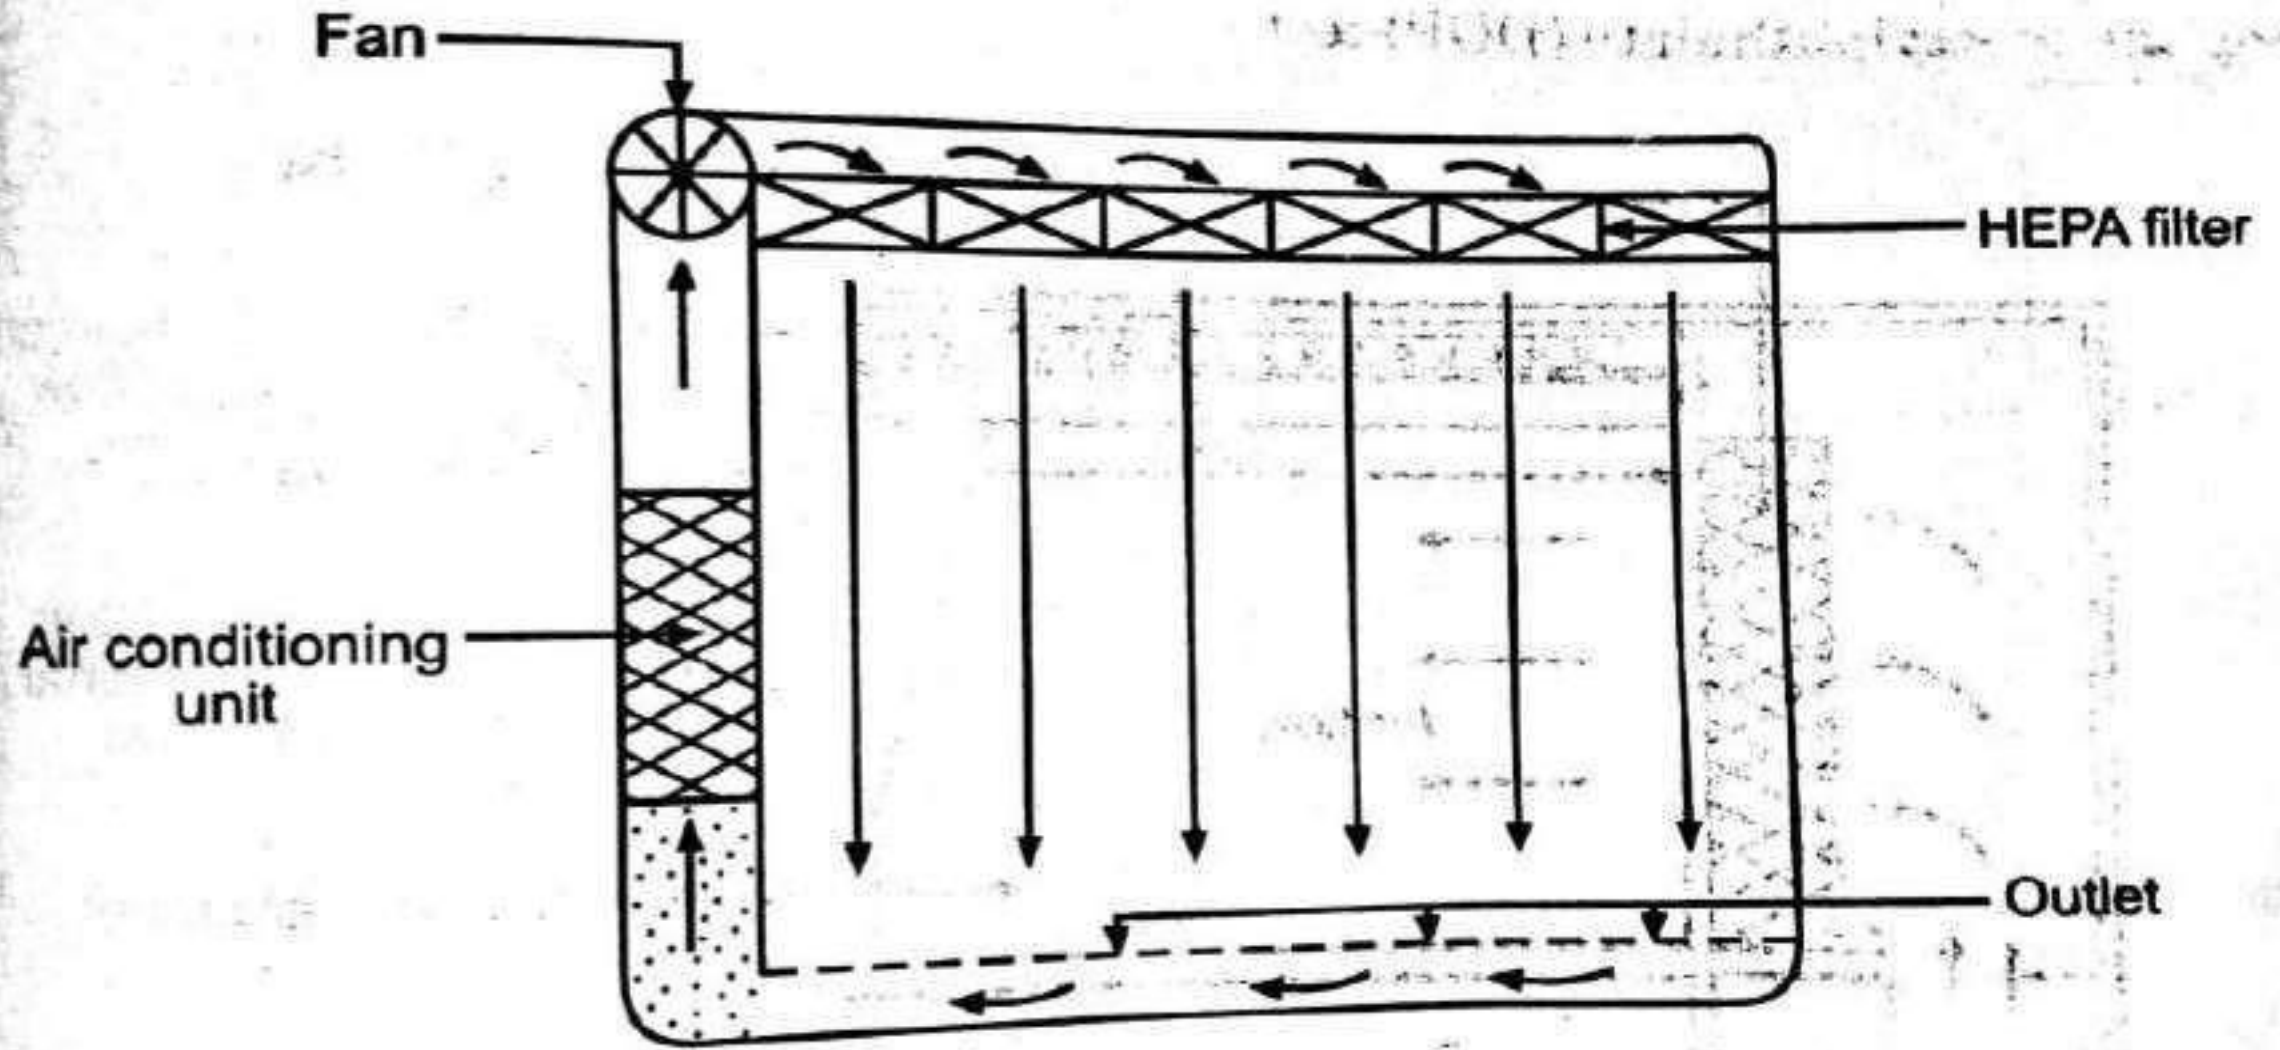 Fan
HEPA filter
Air conditioning
unit
Outlet